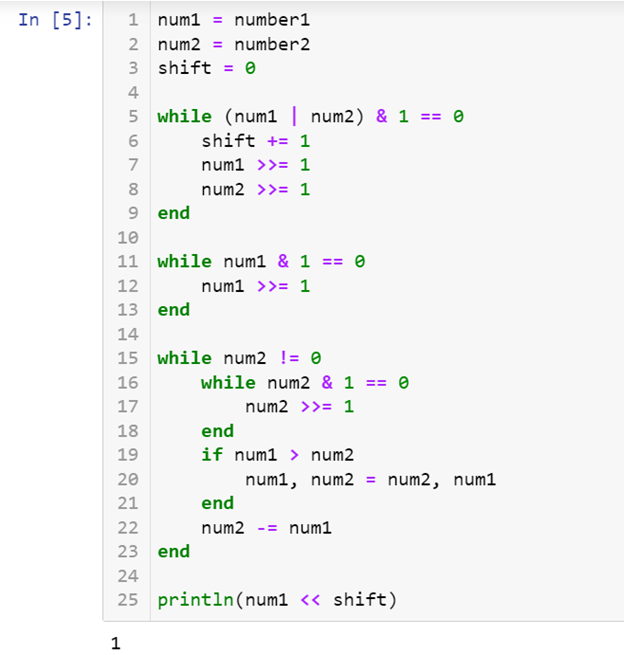 In [5]:
1 num1 = number1
2 num2 = number2
3 shift = 0
4
5 while (num1 | num2) & 1 == 0
6     shift += 1
7     num1 >>= 1
8     num2 >>= 1
9 end
10
11 while num1 & 1 == 0
12     num1 >>= 1
13 end
14
15 while num2 != 0
16     while num2 & 1 == 0
17         num2 >>= 1
18     end
19     if num1 > num2
20         num1, num2 = num2, num1
21     end
22     num2 -= num1
23 end
24
25 println(num1 << shift)
1